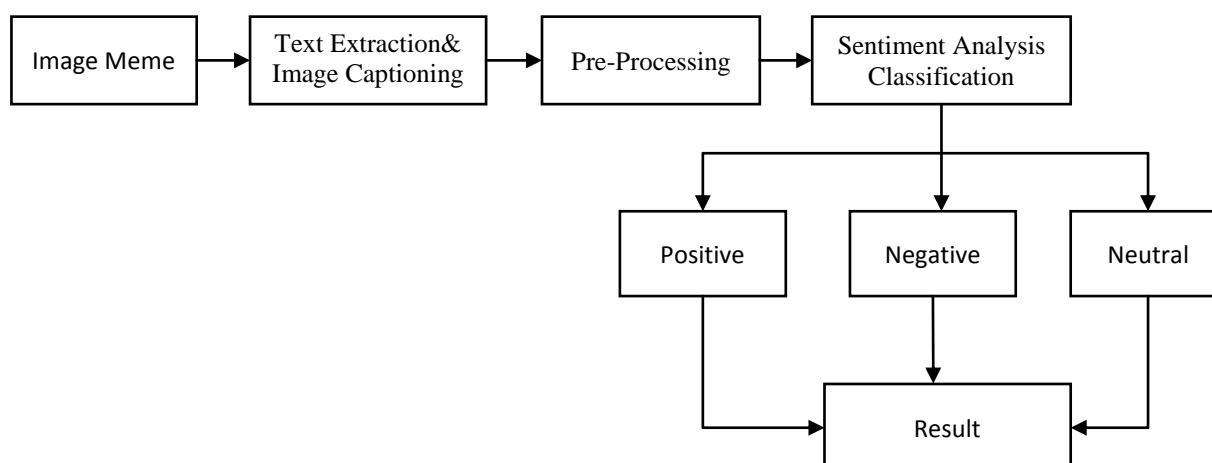 Image Meme
Text Extraction&
Image Captioning
Pre-Processing
Sentiment Analysis
Classification
Positive
Negative
Neutral
Result